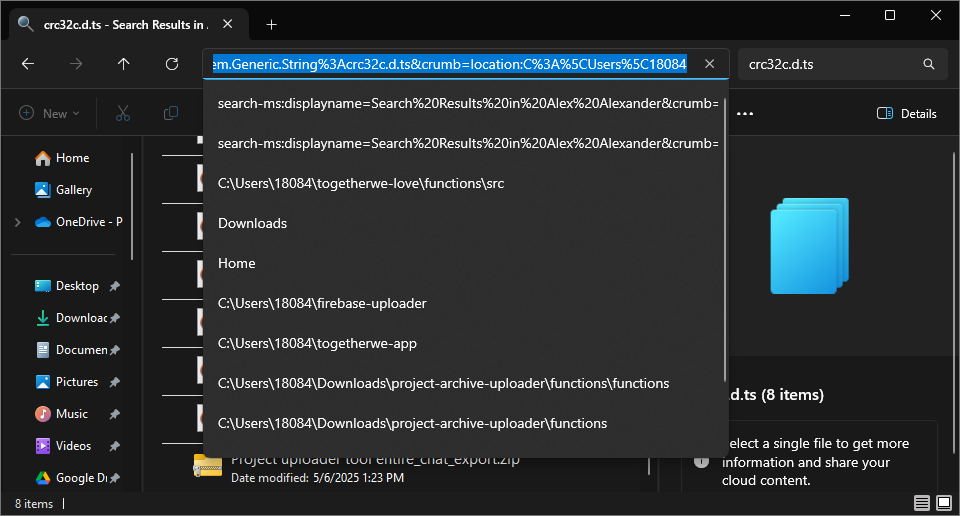 crc32c.d.ts - Search Results in .
em.Generic.String%3Acrc32c.d.ts&crumb=location:C%3A%5CUsers%5C18084
crc32c.d.ts
New
Details
search-ms:displayname=Search%20Results%20in%20Alex%20Alexander&crumb=
search-ms:displayname=Search%20Results%20in%20Alex%20Alexander&crumb=
C:\Users\18084\togetherwe-love\functions\src
Downloads
Home
C:\Users\18084\firebase-uploader
C:\Users\18084\togetherwe-app
C:\Users\18084\Downloads\project-archive-uploader\functions\functions
C:\Users\18084\Downloads\project-archive-uploader\functions
Home
Gallery
OneDrive - P
Desktop
Downloac
Documen
Pictures
Music
Videos
Google Dr
Project uploader tool entire_chat_export.zip
Date modified: 5/6/2025 1:23 PM
.d.ts (8 items)
elect a single file to get more
information and share your
cloud content.
8 items